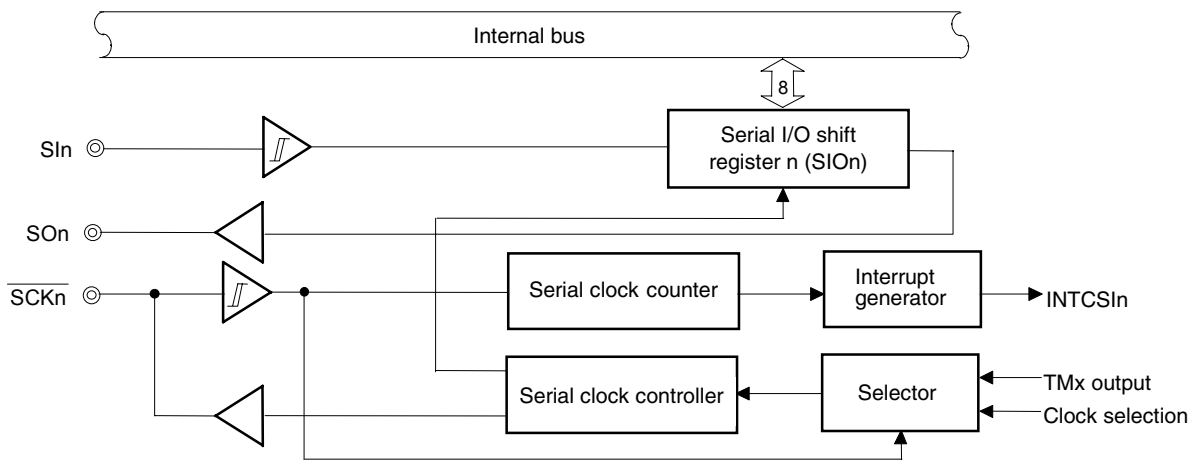 Internal bus
8
SIn
Serial I/O shift
register n (SIOn)
SOn
SCKn
Serial clock counter
Interrupt
generator
INTCSIn
Serial clock controller
Selector
TMx output
Clock selection